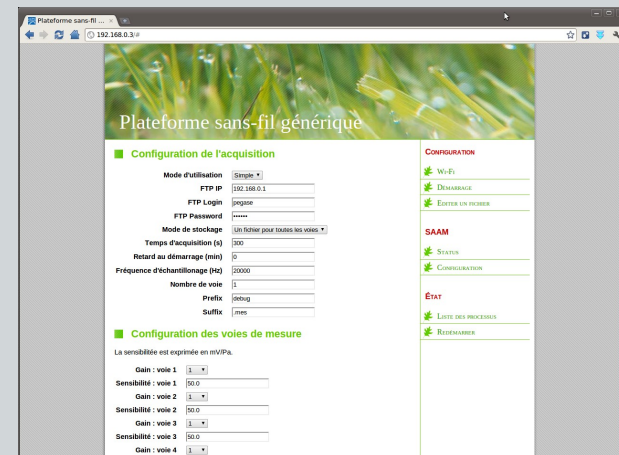 Plateforme sans-fil ...
192.168.0.3/#
Plateforme sans-fil générique
Configuration de l'acquisition
Mode d'utilisation Simple
FTP IP 192.168.0.1
FTP Login pegase
FTP Password ••••••
Mode de stockage Un fichier pour toutes les voies
Temps d'acquisition (s) 300
Retard au démarrage (min) 0
Fréquence d'échantillonage (Hz) 20000
Nombre de voie 1
Prefix debug
Suffix .mes
Configuration des voies de mesure
La sensibilitée est exprimée en mV/Pa.
Gain : voie 1 1
Sensibilité : voie 1 50.0
Gain : voie 2 1
Sensibilité : voie 2 50.0
Gain : voie 3 1
Sensibilité : voie 3 50.0
Gain : voie 4 1
Configuration
Wi-Fi
Démarrage
Editer un fichier
SAAM
Status
Configuration
État
Liste des processus
Redémarrer